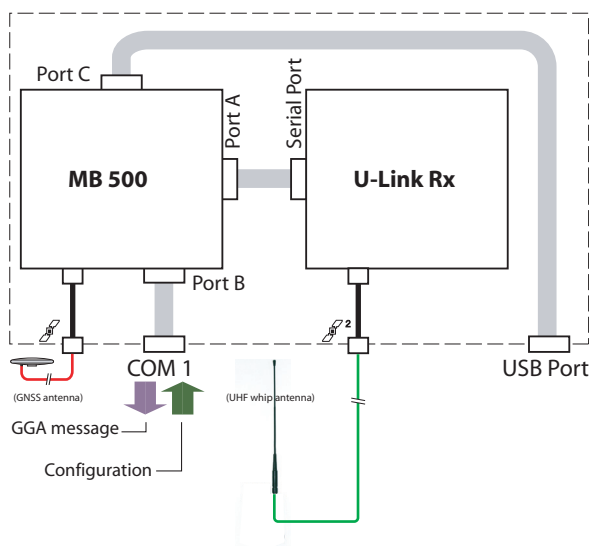 Port C
Port A
Serial Port
MB 500
U-Link Rx
Port B
2
COM 1
USB Port
(GNSS antenna)
(UHF whip antenna)
GGA message
Configuration